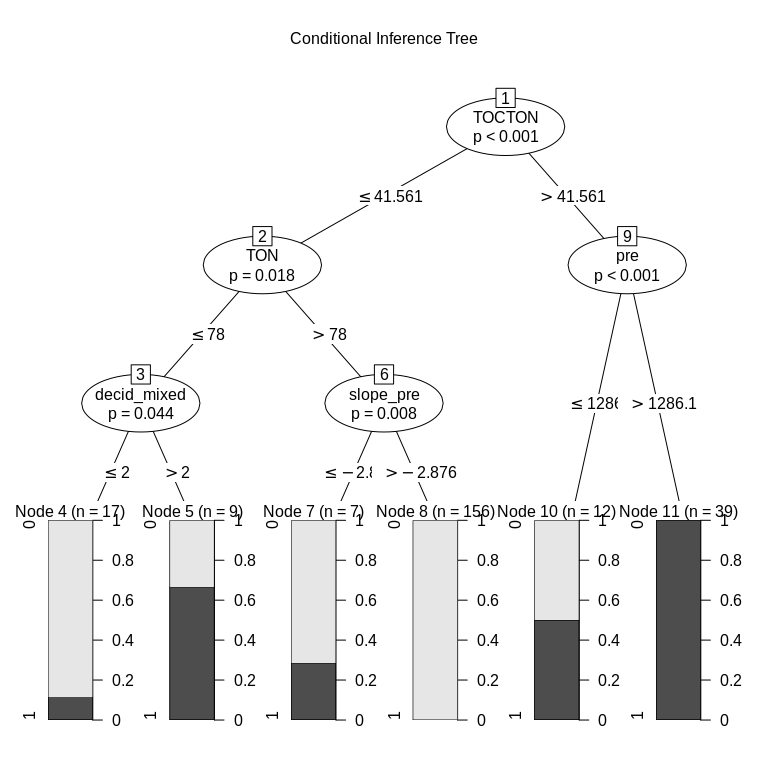 Conditional Inference Tree
1
TOCTON
p < 0.001
≤ 41.561
> 41.561
2
TON
p = 0.018
9
pre
p < 0.001
≤ 78
> 78
3
decid_mixed
p = 0.044
6
slope_pre
p = 0.008
≤ 1286
> 1286.1
≤ 2
> 2
≤ −2.8
> −2.876
Node 4 (n = 17)
Node 5 (n = 9)
Node 7 (n = 7)
Node 8 (n = 156)
Node 10 (n = 12)
Node 11 (n = 39)
0 1 0 1 0 1 0 1 0 1 0 1
0.8 0.8 0.8 0.8 0.8 0.8
0.6 0.6 0.6 0.6 0.6 0.6
0.4 0.4 0.4 0.4 0.4 0.4
0.2 0.2 0.2 0.2 0.2 0.2
1 0 1 0 1 0 1 0 1 0 1 0